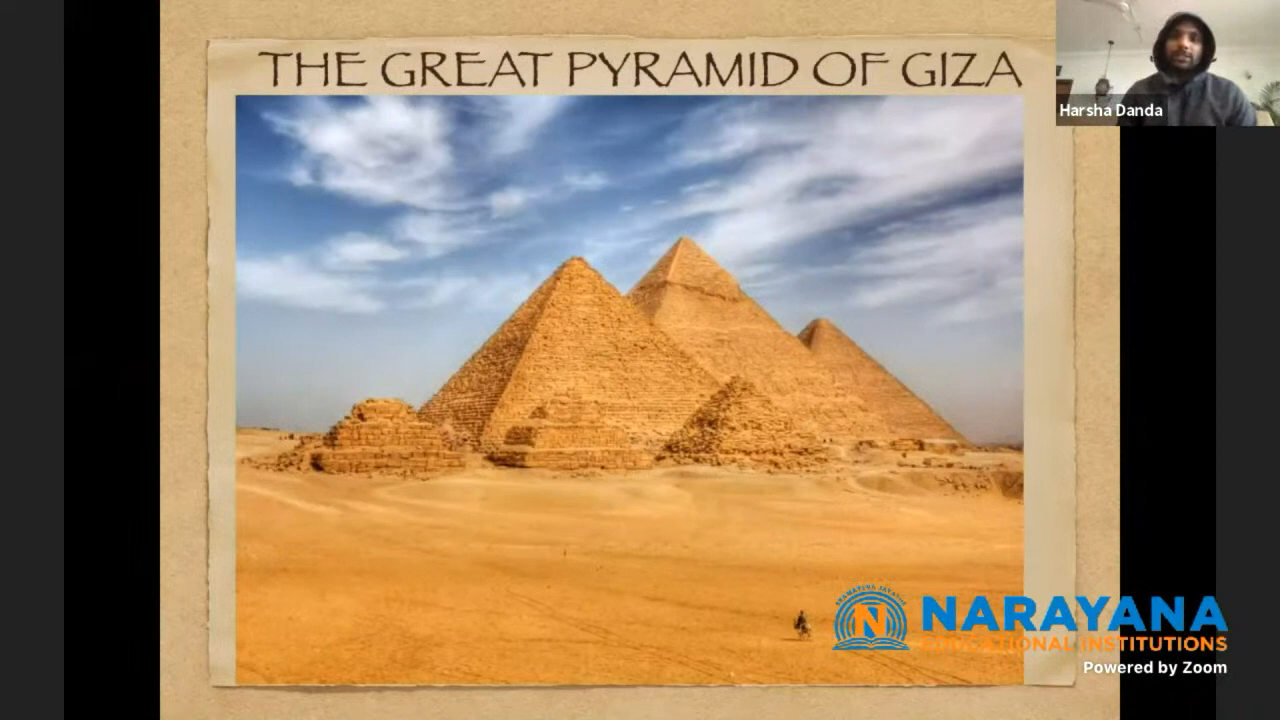 THE GREAT PYRAMID OF GIZA
Harsha Danda
N
NARAYANA
EDUCATIONAL INSTITUTIONS
Powered by Zoom